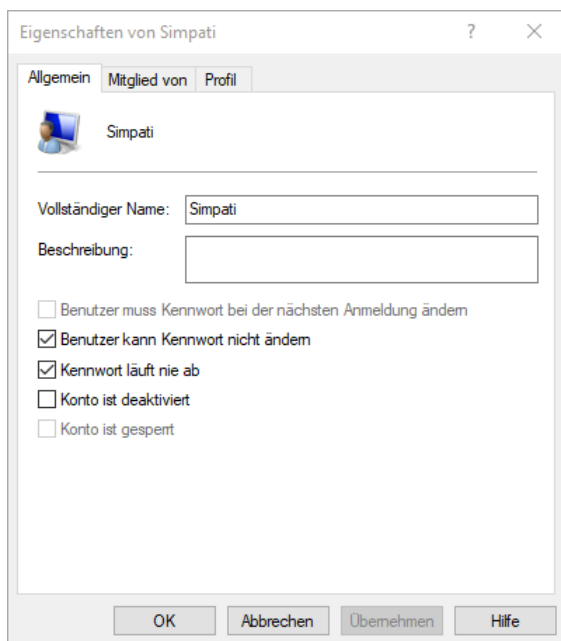 Eigenschaften von Simpati
Allgemein Mitglied von Profil
Simpati
Vollständiger Name: Simpati
Beschreibung:
Benutzer muss Kennwort bei der nächsten Anmeldung ändern
Benutzer kann Kennwort nicht ändern
Kennwort läuft nie ab
Konto ist deaktiviert
Konto ist gesperrt
OK Abbrechen Übernehmen Hilfe